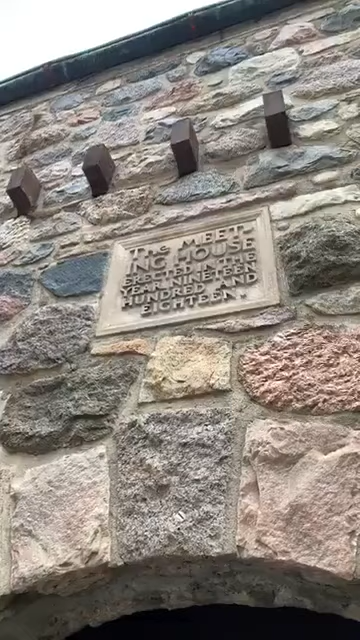 THE MEET-
ING HOUSE
ERECTED IN THE
YEAR NINETEEN
HUNDRED AND
EIGHTEEN.